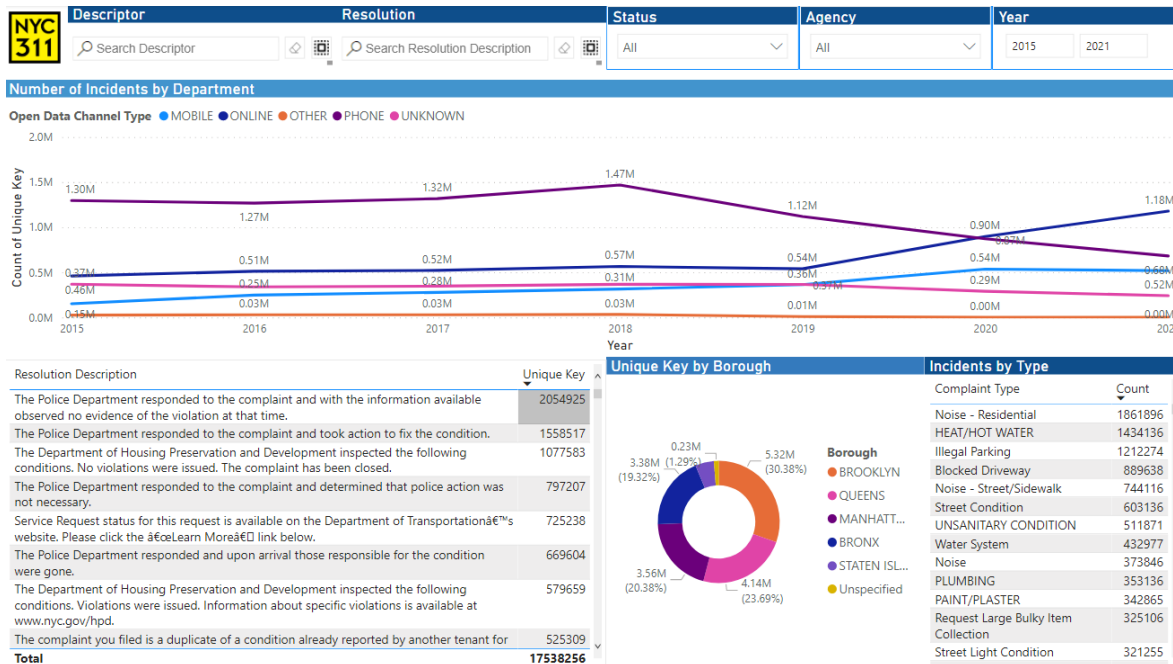 NYC
311
Descriptor
Search Descriptor
Resolution
Search Resolution Description
Status
All
Agency
All
Year
2015 2021
Number of Incidents by Department
Open Data Channel Type MOBILE ONLINE OTHER PHONE UNKNOWN
Count of Unique Key
2.0M
1.5M
1.0M
0.5M
0.0M
1.30M 1.27M 1.32M 1.47M 1.12M 0.87M 0.68M
0.46M 0.51M 0.52M 0.57M 0.54M 0.90M 1.18M
0.37M 0.25M 0.28M 0.31M 0.36M 0.54M 0.52M
0.15M 0.37M 0.29M
0.03M 0.03M 0.03M 0.01M 0.00M 0.00M
2015 2016 2017 2018 2019 2020 202
Year
Resolution Description Unique Key
The Police Department responded to the complaint and with the information available 2054925
observed no evidence of the violation at that time.
The Police Department responded to the complaint and took action to fix the condition. 1558517
The Department of Housing Preservation and Development inspected the following 1077583
conditions. No violations were issued. The complaint has been closed.
The Police Department responded to the complaint and determined that police action was 797207
not necessary.
Service Request status for this request is available on the Department of Transportationâ€™s 725238
website. Please click the â€œLearn Moreâ€ link below.
The Police Department responded and upon arrival those responsible for the condition 669604
were gone.
The Department of Housing Preservation and Development inspected the following 579659
conditions. Violations were issued. Information about specific violations is available at
www.nyc.gov/hpd.
The complaint you filed is a duplicate of a condition already reported by another tenant for 525309
Total 17538256
Unique Key by Borough
0.23M
(1.29%)
5.32M
(30.38%)
3.38M
(19.32%)
3.56M
(20.38%)
4.14M
(23.69%)
Borough
BROOKLYN
QUEENS
MANHATT...
BRONX
STATEN ISL...
Unspecified
Incidents by Type
Complaint Type Count
Noise - Residential 1861896
HEAT/HOT WATER 1434136
Illegal Parking 1212274
Blocked Driveway 889638
Noise - Street/Sidewalk 744116
Street Condition 603136
UNSANITARY CONDITION 511871
Water System 432977
Noise 373846
PLUMBING 353136
PAINT/PLASTER 342865
Request Large Bulky Item 325106
Collection
Street Light Condition 321255